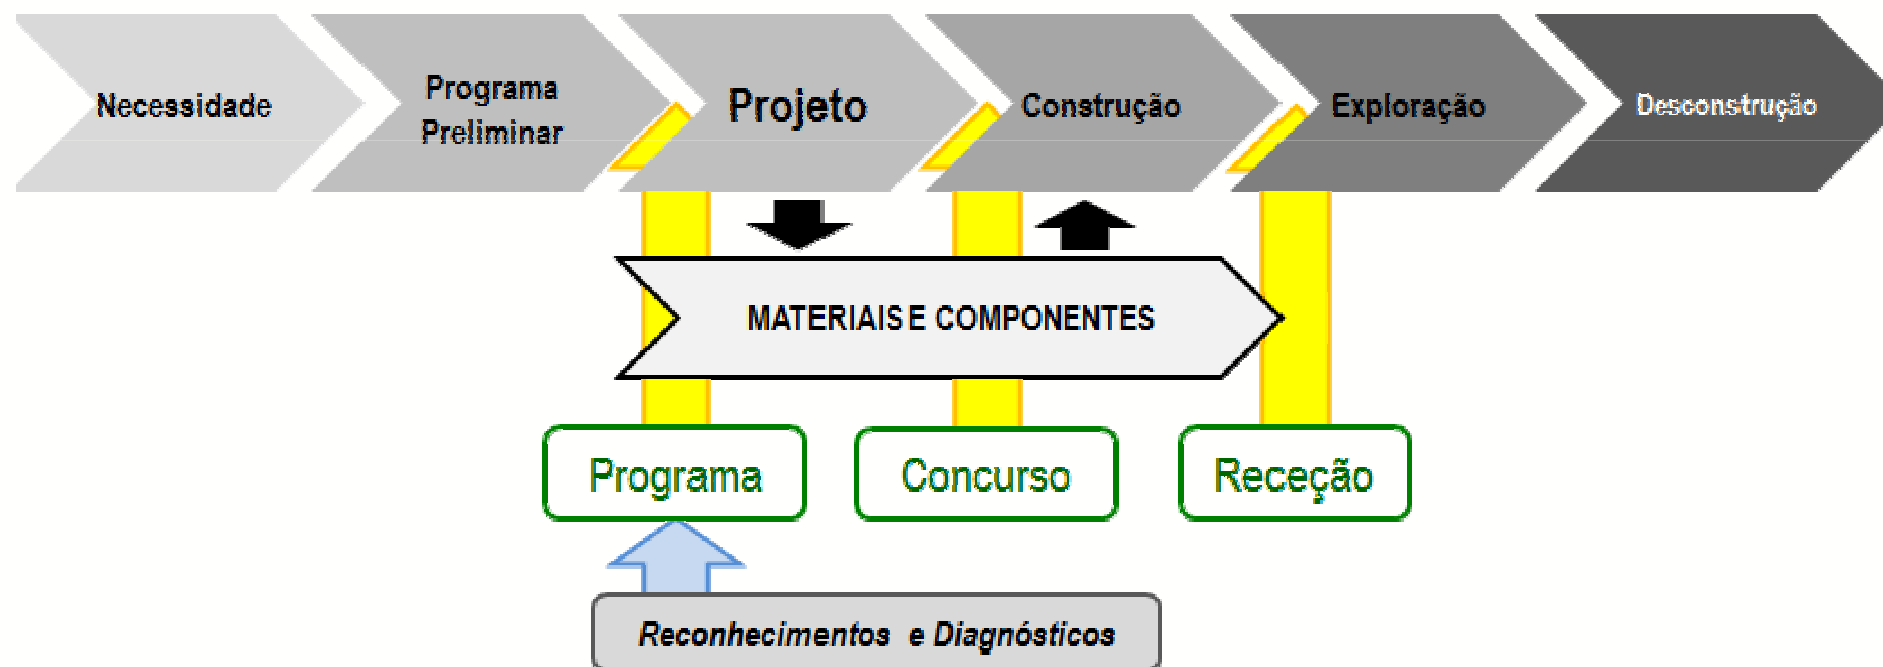 Necessidade
Programa
Preliminar
Projeto
Construção
Exploração
Desconstrução
MATERIAIS E COMPONENTES
Programa
Concurso
Receção
Reconhecimentos e Diagnósticos